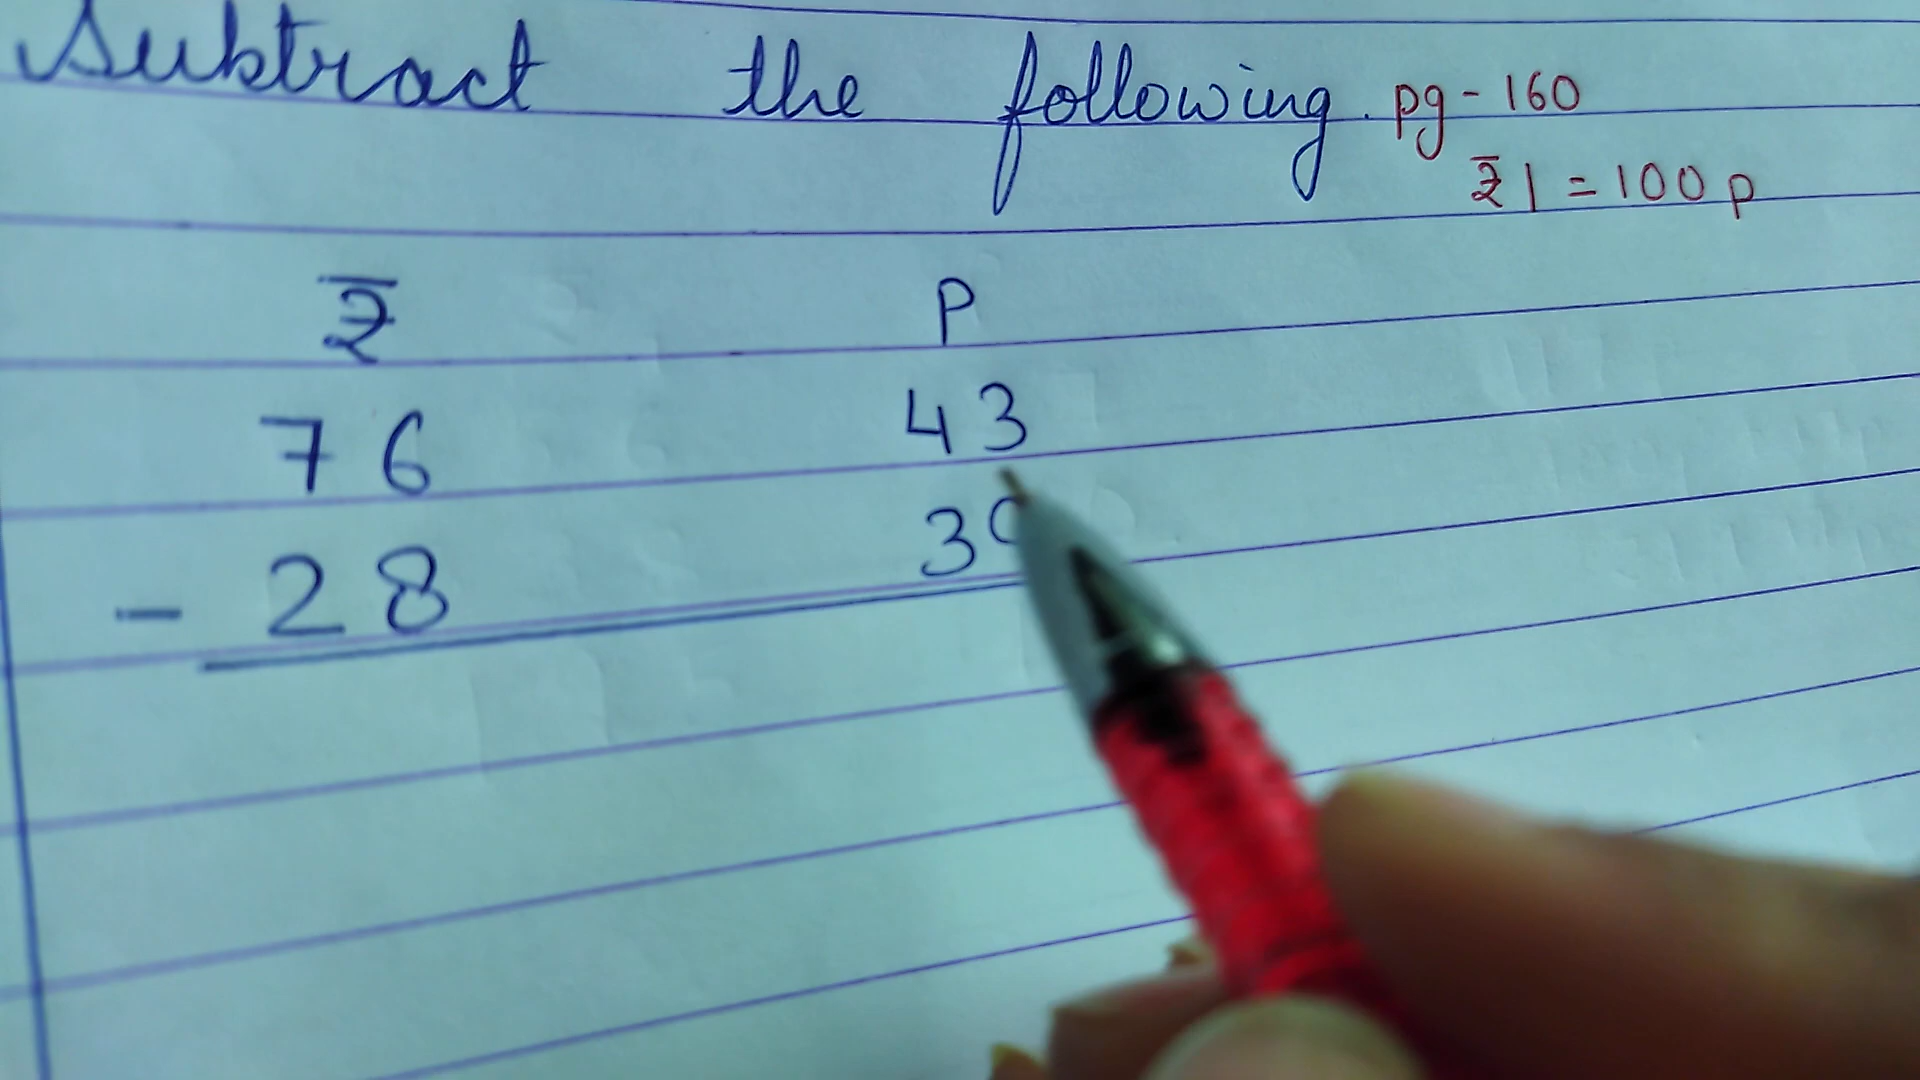 Subtract the following. pg - 160
₹1 = 100 p
₹ P
76 43
- 28 3